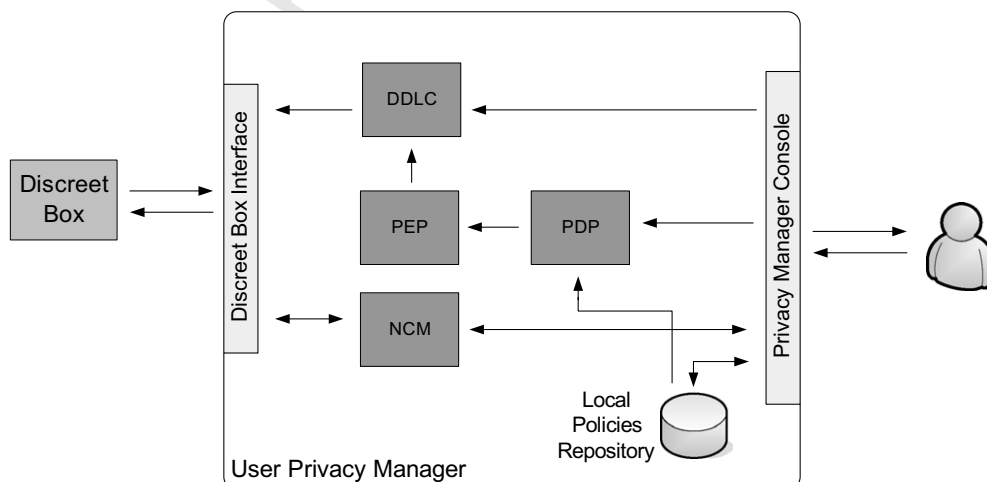 DDLC
Discreet
Box
Discreet Box Interface
PEP
PDP
Privacy Manager Console
NCM
Local
Policies
Repository
User Privacy Manager